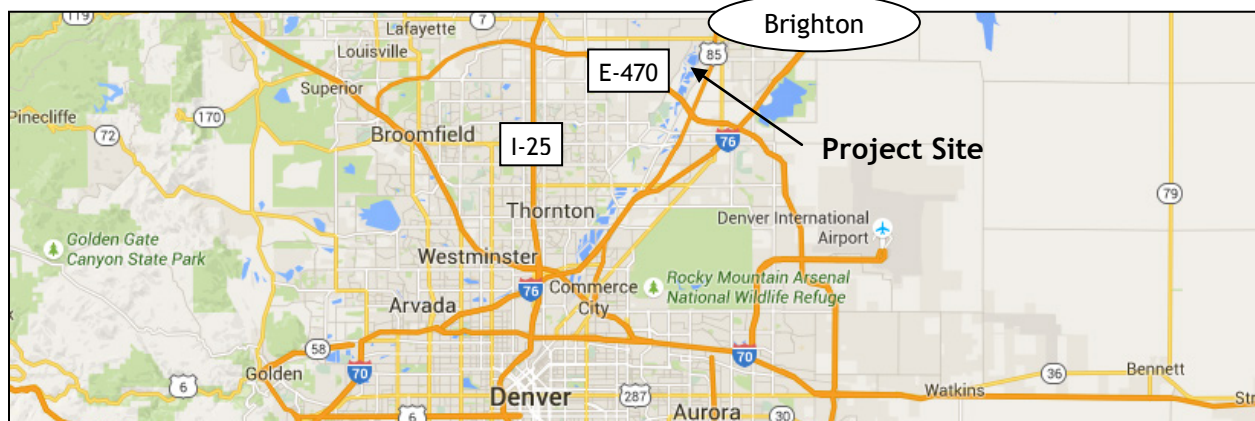 119
Lafayette
7
Brighton
Louisville
E-470
85
Superior
Pinecliffe
170
72
Broomfield
I-25
76
Project Site
79
Thornton
Denver International
Airport
Golden Gate
Canyon State Park
Westminster
Rocky Mountain Arsenal
National Wildlife Refuge
76
Commerce
City
Arvada
58
70
70
Golden
6
36
Bennett
Watkins
Denver
287
Aurora
6
30
Str